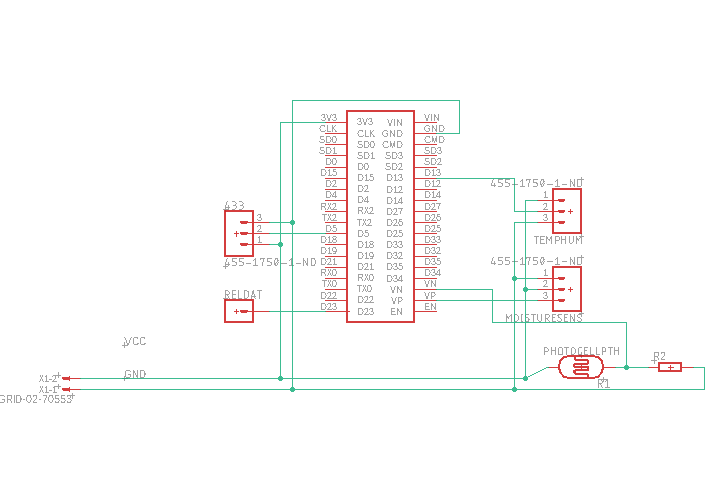 3V3 3V3 VIN VIN
CLK CLK GND GND
SD0 SD0 CMD CMD
SD1 SD1 SD3 SD3
D0 D0 SD2 SD2
D15 D15 D13 D13
D2 D2 D12 D12
D4 D4 D14 D14
RX2 RX2 D27 D27
TX2 TX2 D26 D26
D5 D5 D25 D25
D18 D18 D33 D33
D19 D19 D32 D32
D21 D21 D35 D35
RX0 RX0 D34 D34
TX0 TX0 VN VN
D22 D22 VP VP
D23 D23 EN EN
433
3
2
1
455-1750-1-ND
RELDAT
455-1750-1-ND
1
2
3
TEMPHUM
455-1750-1-ND
1
2
3
MOISTURESENS
VCC
GND
X1-2
X1-1
GRID-02-70553
PHOTOCELLPTH
R1
R2